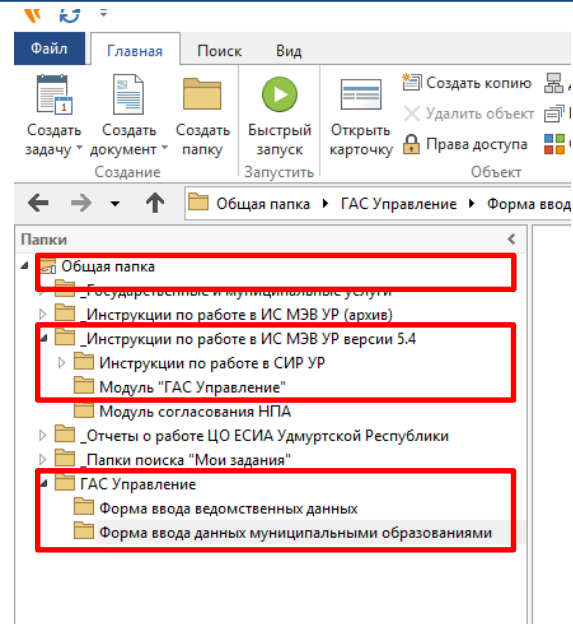 Файл Главная Поиск Вид
Создать задачу
Создать документ
Создать папку
Быстрый запуск
Открыть карточку
Создать копию
Удалить объект
Права доступа
Создание Запустить Объект
Общая папка ГАС Управление Форма ввод
Папки
Общая папка
_Государственные и муниципальные услуги
_Инструкции по работе в ИС МЭВ УР (архив)
_Инструкции по работе в ИС МЭВ УР версии 5.4
Инструкции по работе в СИР УР
Модуль "ГАС Управление"
Модуль согласования НПА
_Отчеты о работе ЦО ЕСИА Удмуртской Республики
_Папки поиска "Мои задания"
ГАС Управление
Форма ввода ведомственных данных
Форма ввода данных муниципальными образованиями